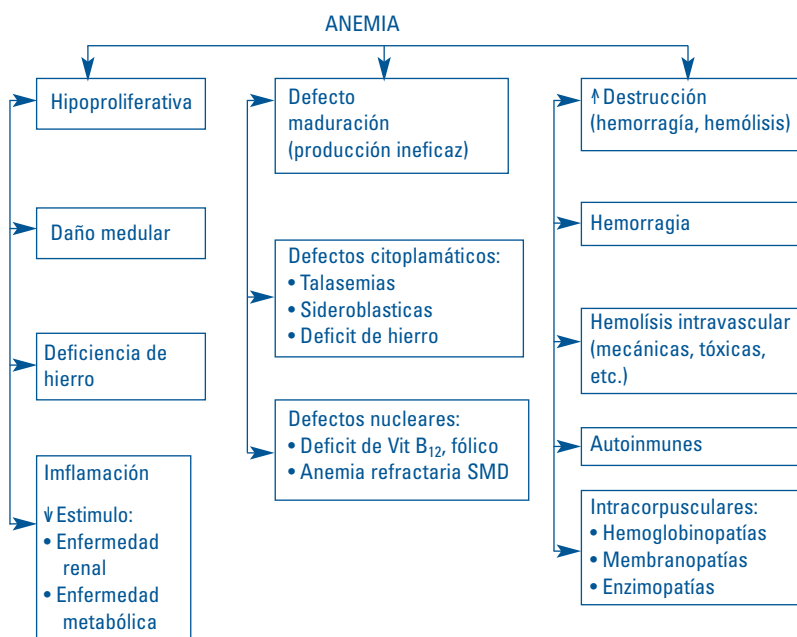 ANEMIA
Hipoproliferativa
Daño medular
Deficiencia de
hierro
Imflamación
↓Estimulo:
• Enfermedad
renal
• Enfermedad
metabólica
Defecto
maduración
(producción ineficaz)
Defectos citoplamáticos:
• Talasemias
• Sideroblasticas
• Deficit de hierro
Defectos nucleares:
• Deficit de Vit B₁₂, fólico
• Anemia refractaria SMD
↑Destrucción
(hemorragía, hemólisis)
Hemorragia
Hemolísis intravascular
(mecánicas, tóxicas,
etc.)
Autoinmunes
Intracorpusculares:
• Hemoglobinopatías
• Membranopatías
• Enzimopatías